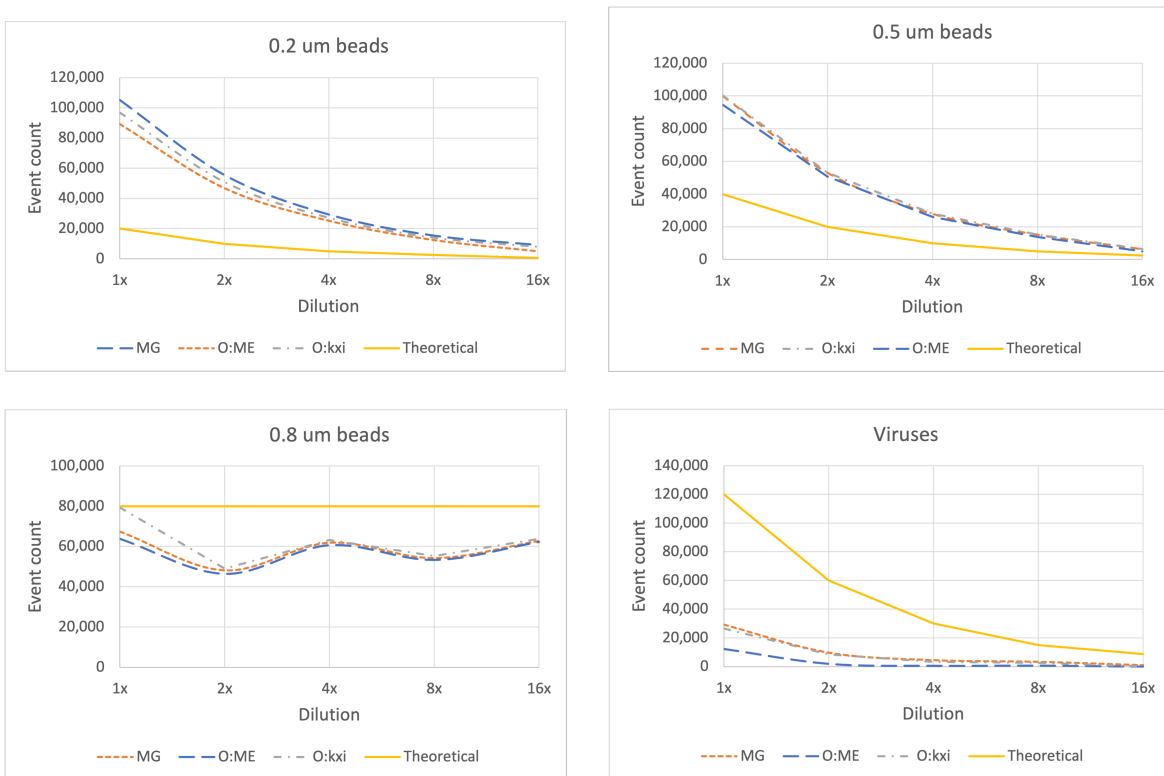 0.2 um beads
120,000
100,000
80,000
60,000
40,000
20,000
0
Event count
1x 2x 4x 8x 16x
Dilution
MG O:ME O:kxi Theoretical
0.5 um beads
120,000
100,000
80,000
60,000
40,000
20,000
0
Event count
1x 2x 4x 8x 16x
Dilution
MG O:kxi O:ME Theoretical
0.8 um beads
100,000
80,000
60,000
40,000
20,000
0
Event count
1x 2x 4x 8x 16x
Dilution
MG O:ME O:kxi Theoretical
Viruses
140,000
120,000
100,000
80,000
60,000
40,000
20,000
0
Event count
1x 2x 4x 8x 16x
Dilution
MG O:ME O:kxi Theoretical